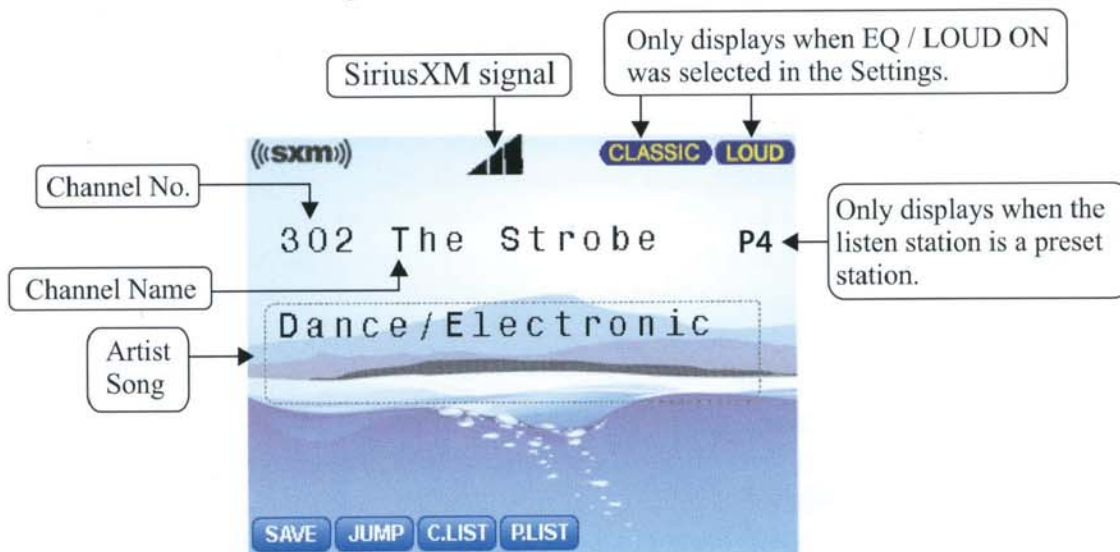 Only displays when EQ / LOUD ON
was selected in the Settings.
SiriusXM signal
((sxm))
CLASSIC
LOUD
Channel No.
302 The Strobe
P4
Only displays when the
listen station is a preset
station.
Channel Name
Dance/Electronic
Artist
Song
SAVE
JUMP
C.LIST
P.LIST